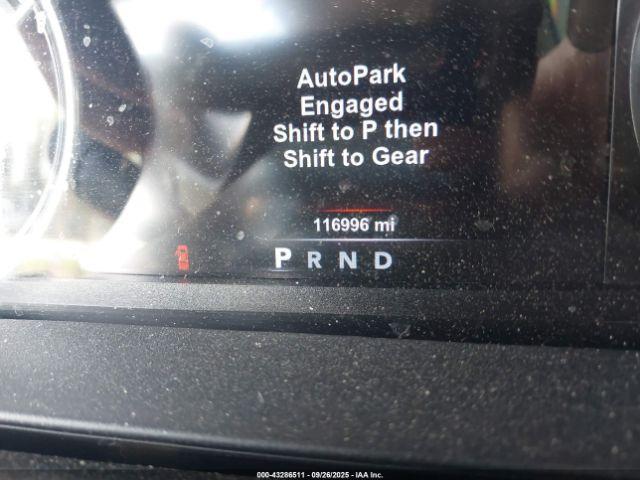 AutoPark
Engaged
Shift to P then
Shift to Gear
116996 mi
P R N D
000-43286511 - 09/26/2025 - IAA Inc.